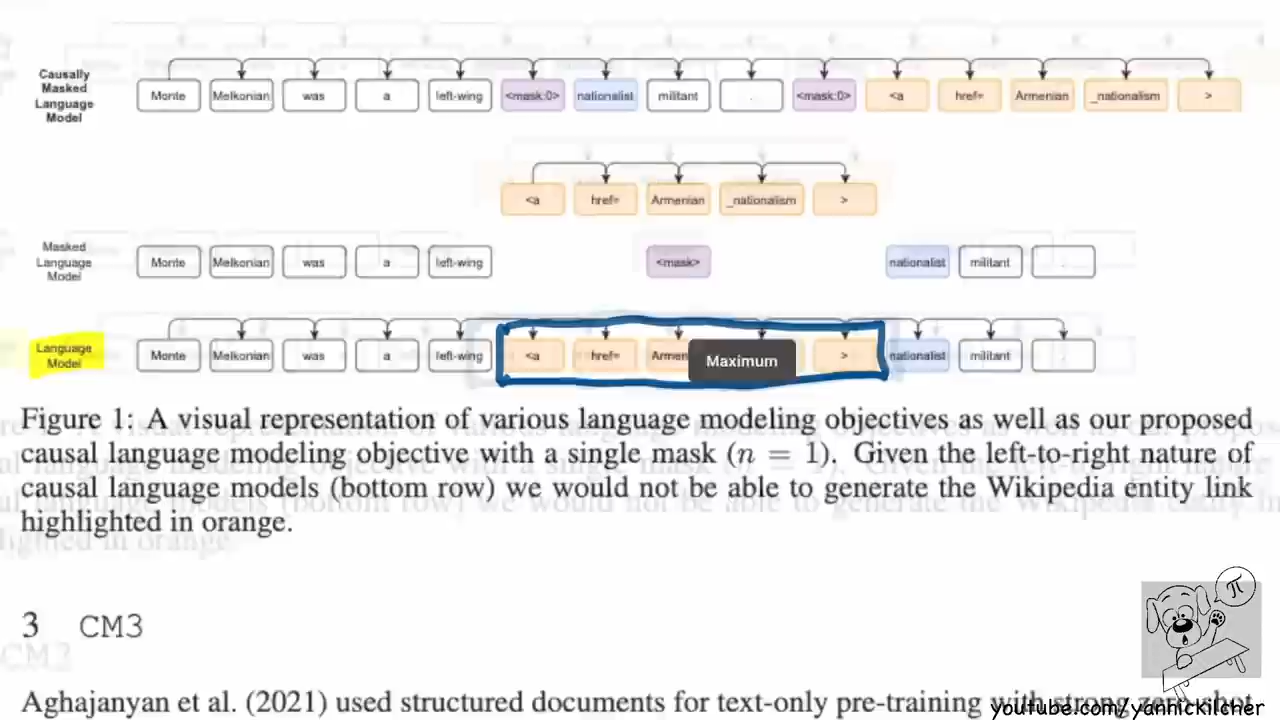 Causally
Masked
Language
Model
Monte Melkonian was a left-wing <mask:0> nationalist militant . <mask:0> <a href= Armenian _nationalism >
<a href= Armenian _nationalism >
Masked
Language
Model
Monte Melkonian was a left-wing <mask> nationalist militant .
Language
Model
Monte Melkonian was a left-wing <a href= Armen > nationalist militant .
Maximum
Figure 1: A visual representation of various language modeling objectives as well as our proposed
causal language modeling objective with a single mask (n = 1). Given the left-to-right nature of
causal language models (bottom row) we would not be able to generate the Wikipedia entity link
highlighted in orange.
π
3 CM3
Aghajanyan et al. (2021) used structured documents for text-only pre-training with strong zero-shot
youtube.com/yannickilcher